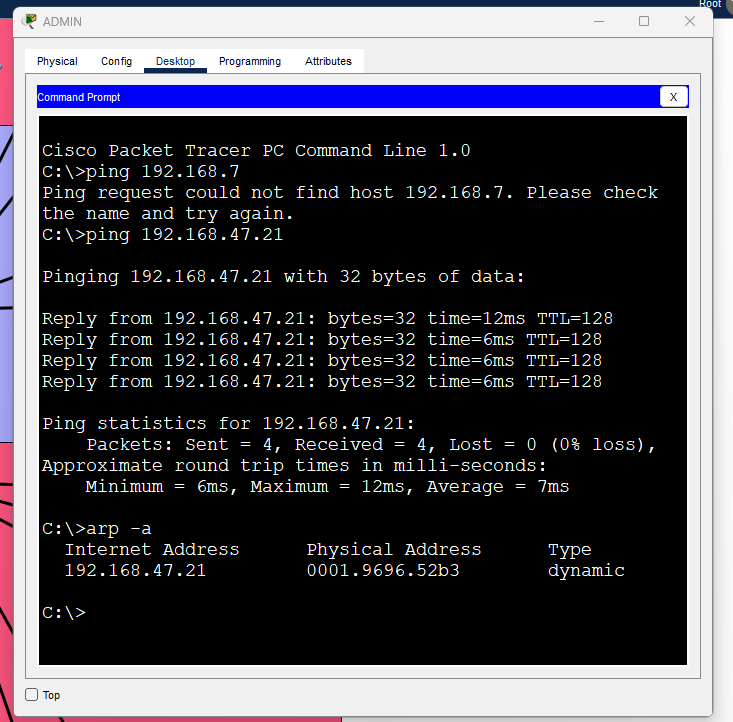 Root
ADMIN
Physical Config Desktop Programming Attributes
Command Prompt X
Cisco Packet Tracer PC Command Line 1.0
C:\>ping 192.168.7
Ping request could not find host 192.168.7. Please check
the name and try again.
C:\>ping 192.168.47.21
Pinging 192.168.47.21 with 32 bytes of data:
Reply from 192.168.47.21: bytes=32 time=12ms TTL=128
Reply from 192.168.47.21: bytes=32 time=6ms TTL=128
Reply from 192.168.47.21: bytes=32 time=6ms TTL=128
Reply from 192.168.47.21: bytes=32 time=6ms TTL=128
Ping statistics for 192.168.47.21:
Packets: Sent = 4, Received = 4, Lost = 0 (0% loss),
Approximate round trip times in milli-seconds:
Minimum = 6ms, Maximum = 12ms, Average = 7ms
C:\>arp -a
Internet Address Physical Address Type
192.168.47.21 0001.9696.52b3 dynamic
C:\>
Top